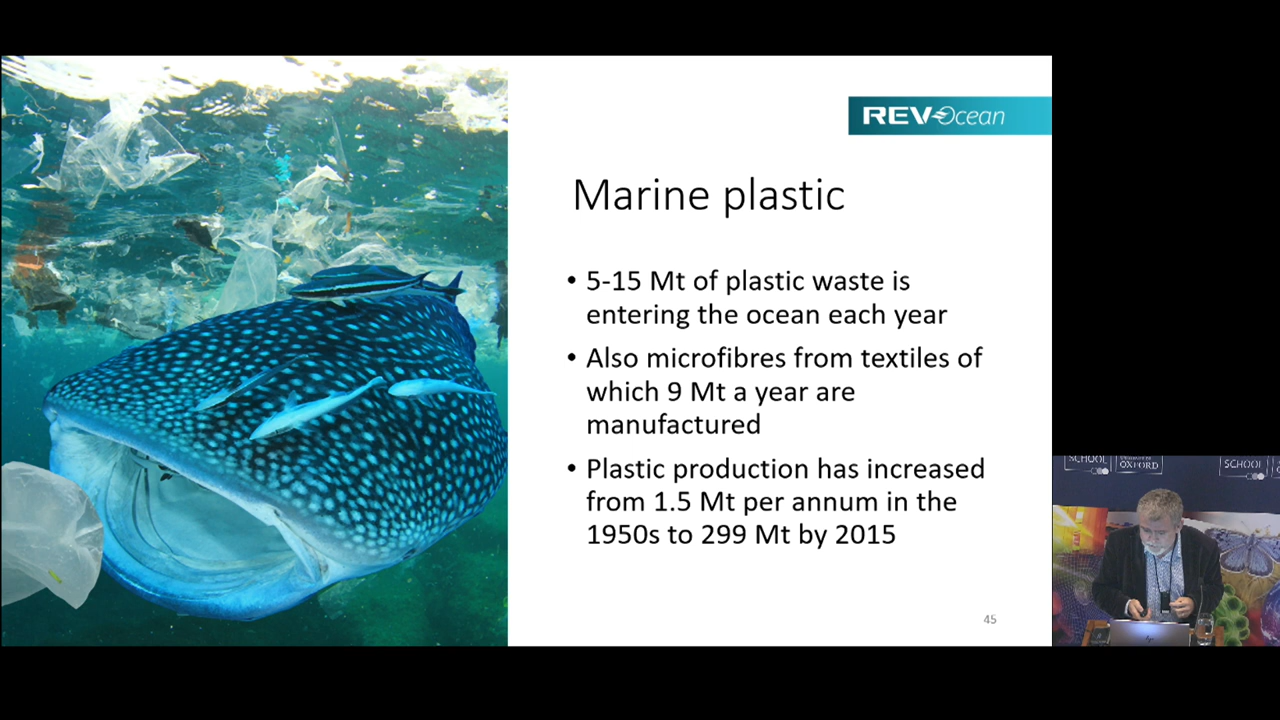 REV Ocean
Marine plastic
• 5-15 Mt of plastic waste is
entering the ocean each year
• Also microfibres from textiles of
which 9 Mt a year are
manufactured
• Plastic production has increased
from 1.5 Mt per annum in the
1950s to 299 Mt by 2015
45
SCHOOL
OXFORD
SCHOOL